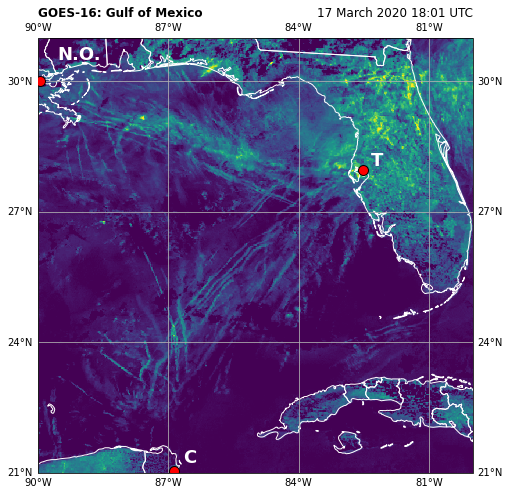 GOES-16: Gulf of Mexico 17 March 2020 18:01 UTC
90°W 87°W 84°W 81°W
N.O.
30°N 30°N
T
27°N 27°N
24°N 24°N
C
21°N 21°N
90°W 87°W 84°W 81°W